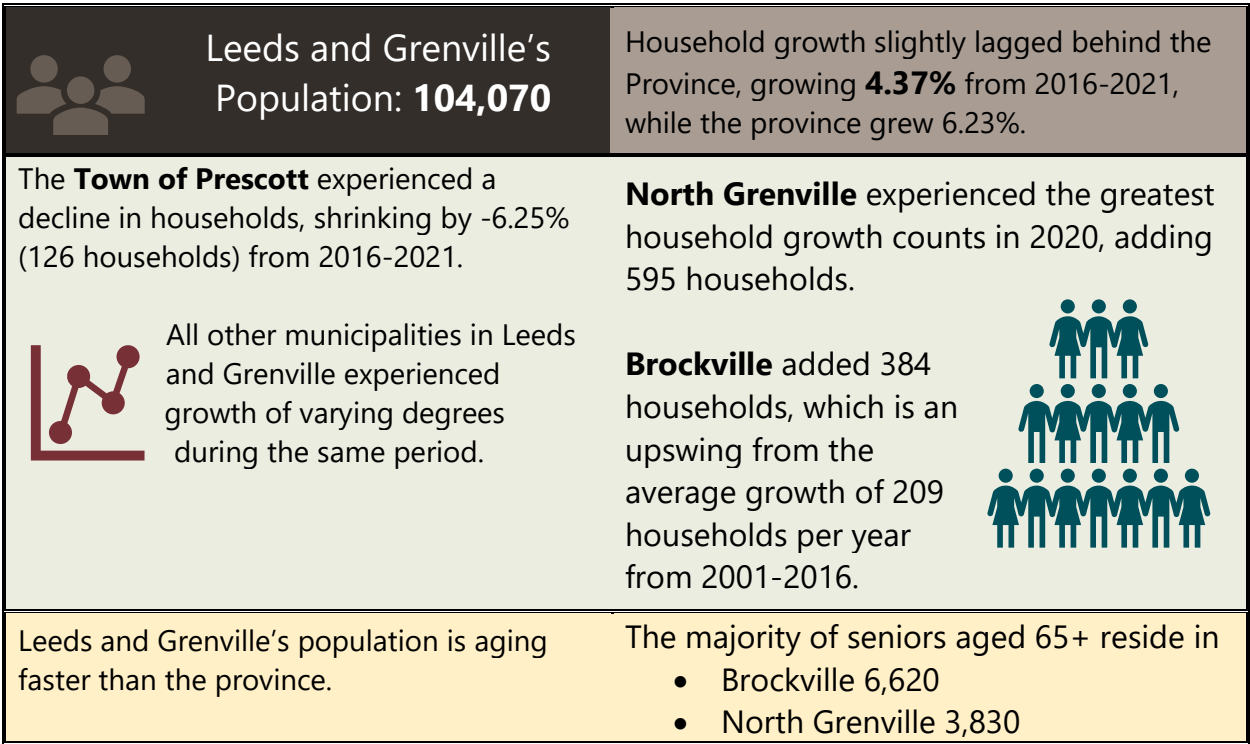 Leeds and Grenville’s
Population: 104,070
Household growth slightly lagged behind the
Province, growing 4.37% from 2016-2021,
while the province grew 6.23%.
The Town of Prescott experienced a
decline in households, shrinking by -6.25%
(126 households) from 2016-2021.
All other municipalities in Leeds
and Grenville experienced
growth of varying degrees
during the same period.
North Grenville experienced the greatest
household growth counts in 2020, adding
595 households.
Brockville added 384
households, which is an
upswing from the
average growth of 209
households per year
from 2001-2016.
Leeds and Grenville’s population is aging
faster than the province.
The majority of seniors aged 65+ reside in
• Brockville 6,620
• North Grenville 3,830